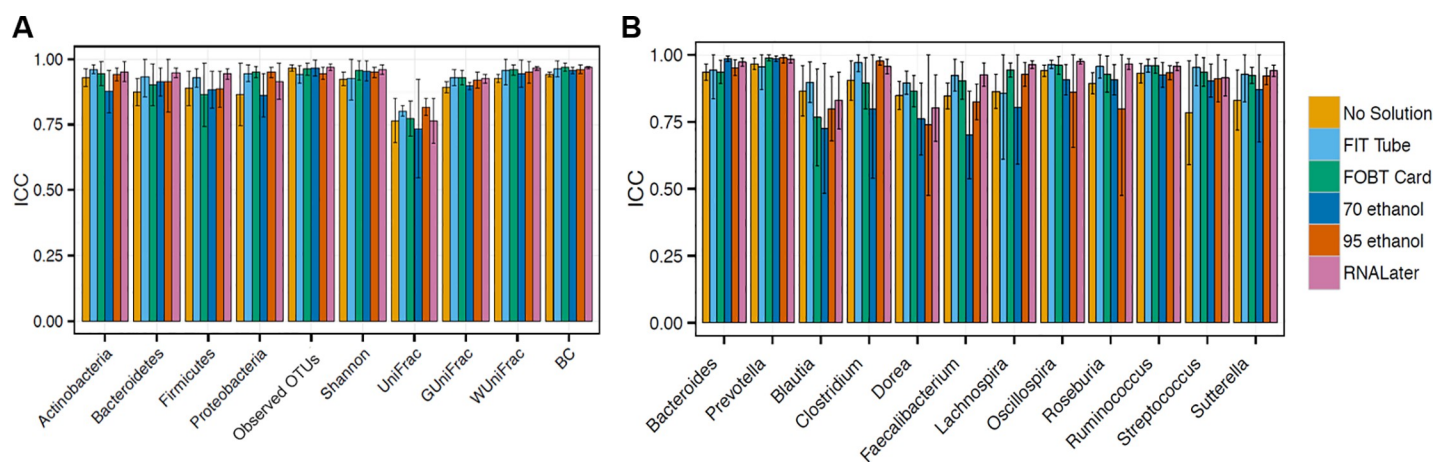 A
ICC
1.00
0.75
0.50
0.25
0.00
Actinobacteria
Bacteroidetes
Firmicutes
Proteobacteria
Observed OTUs
Shannon
UniFrac
GUniFrac
WUniFrac
BC
B
ICC
1.00
0.75
0.50
0.25
0.00
Bacteroides
Prevotella
Blautia
Clostridium
Dorea
Faecalibacterium
Lachnospira
Oscillospira
Roseburia
Ruminococcus
Streptococcus
Sutterella
No Solution
FIT Tube
FOBT Card
70 ethanol
95 ethanol
RNALater